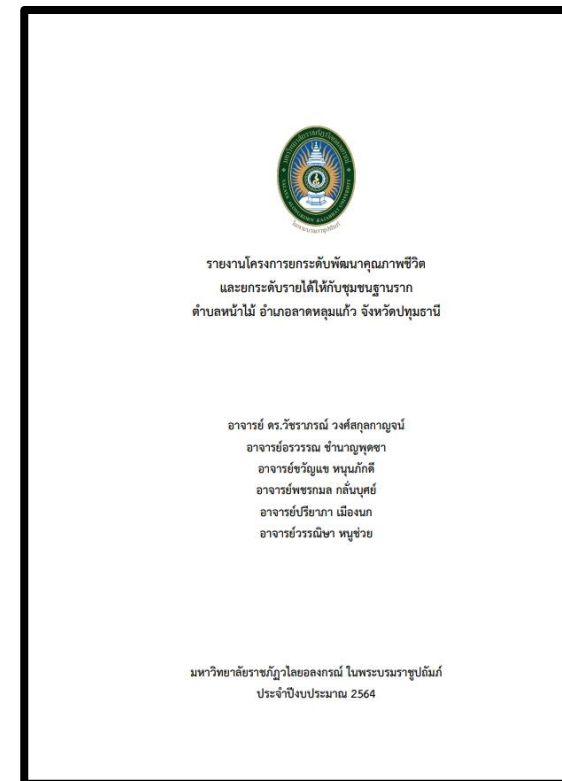 รายงานโครงการยกระดับพัฒนาคุณภาพชีวิต
และยกระดับรายได้ให้กับชุมชนฐานราก
ตำบลหน้าไม้ อำเภอลาดหลุมแก้ว จังหวัดปทุมธานี
อาจารย์ ดร.วัชราภรณ์ วงศ์สกุลกาญจน์
อาจารย์อรวรรณ ชำนาญพุดซา
อาจารย์ขวัญแข หนุนภักดี
อาจารย์พชรกมล กลั่นบุศย์
อาจารย์ปรียาภา เมืองนก
อาจารย์วรรณิษา หนูช่วย
มหาวิทยาลัยราชภัฏวไลยอลงกรณ์ ในพระบรมราชูปถัมภ์
ประจำปีงบประมาณ 2564